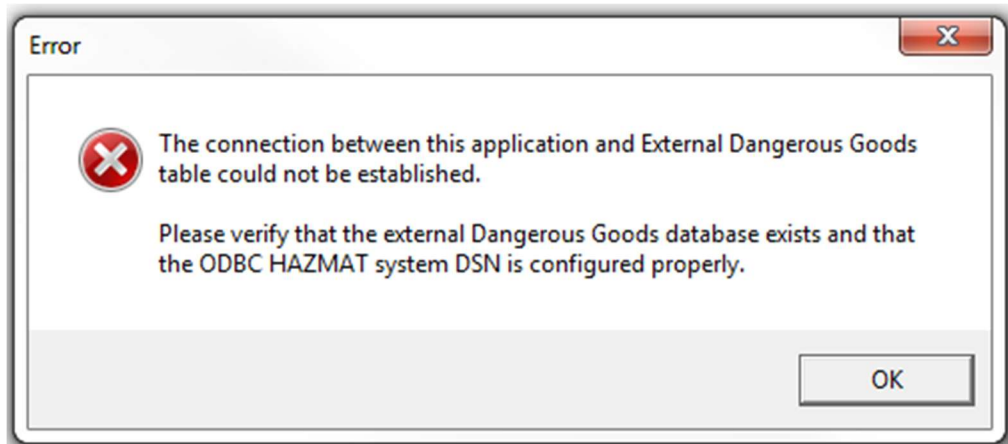 Error
The connection between this application and External Dangerous Goods
table could not be established.
Please verify that the external Dangerous Goods database exists and that
the ODBC HAZMAT system DSN is configured properly.
OK